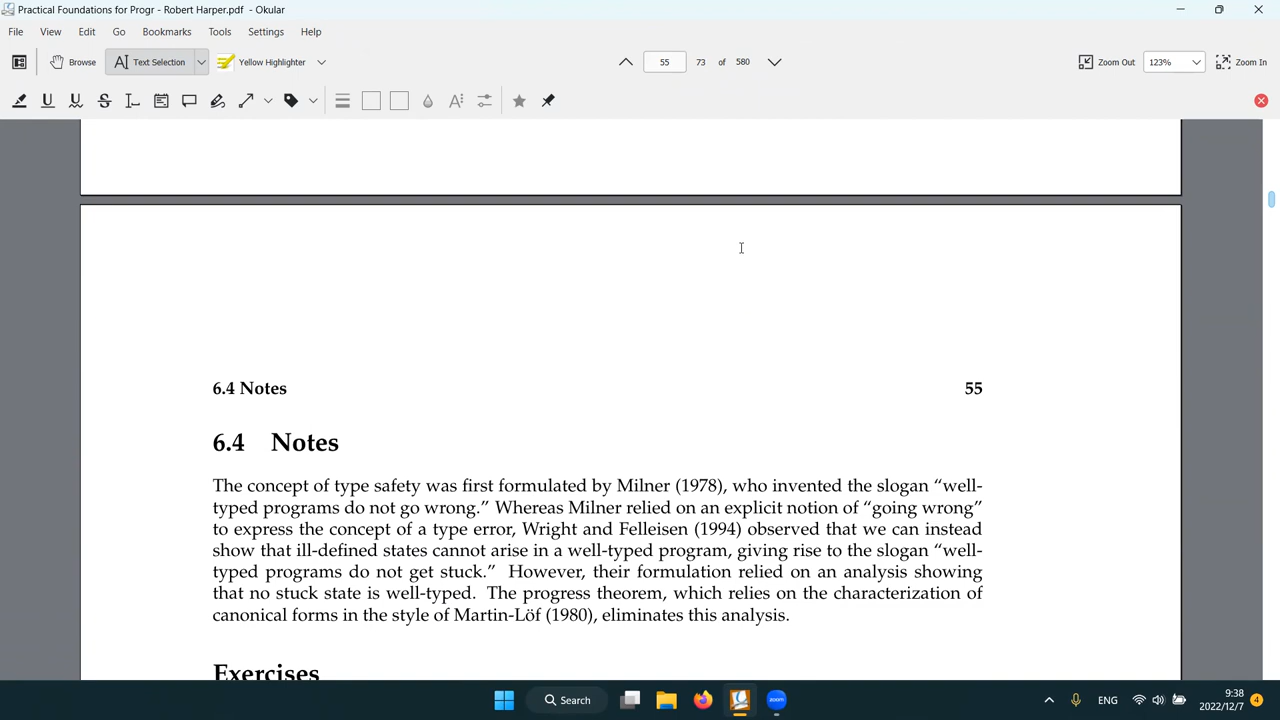 Practical Foundations for Progr - Robert Harper.pdf - Okular
File View Edit Go Bookmarks Tools Settings Help
Browse Text Selection Yellow Highlighter 55 73 of 580 Zoom Out 123% Zoom In
6.4 Notes 55
6.4 Notes
The concept of type safety was first formulated by Milner (1978), who invented the slogan “well-
typed programs do not go wrong.” Whereas Milner relied on an explicit notion of “going wrong”
to express the concept of a type error, Wright and Felleisen (1994) observed that we can instead
show that ill-defined states cannot arise in a well-typed program, giving rise to the slogan “well-
typed programs do not get stuck.” However, their formulation relied on an analysis showing
that no stuck state is well-typed. The progress theorem, which relies on the characterization of
canonical forms in the style of Martin-Löf (1980), eliminates this analysis.
Exercises
Search zoom ENG 9:38
2022/12/7 4